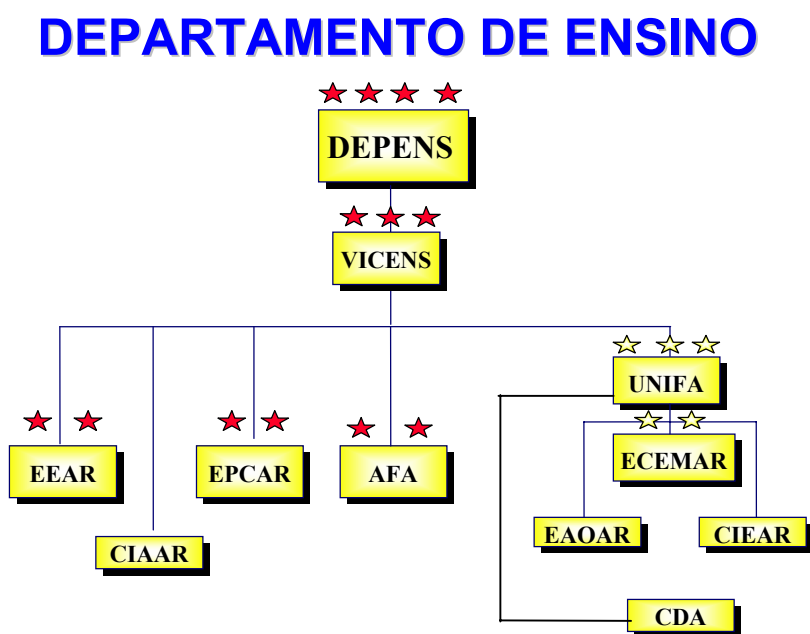 DEPARTAMENTO DE ENSINO
DEPENS
VICENS
UNIFA
EEAR
EPCAR
AFA
ECEMAR
CIAAR
EAOAR
CIEAR
CDA